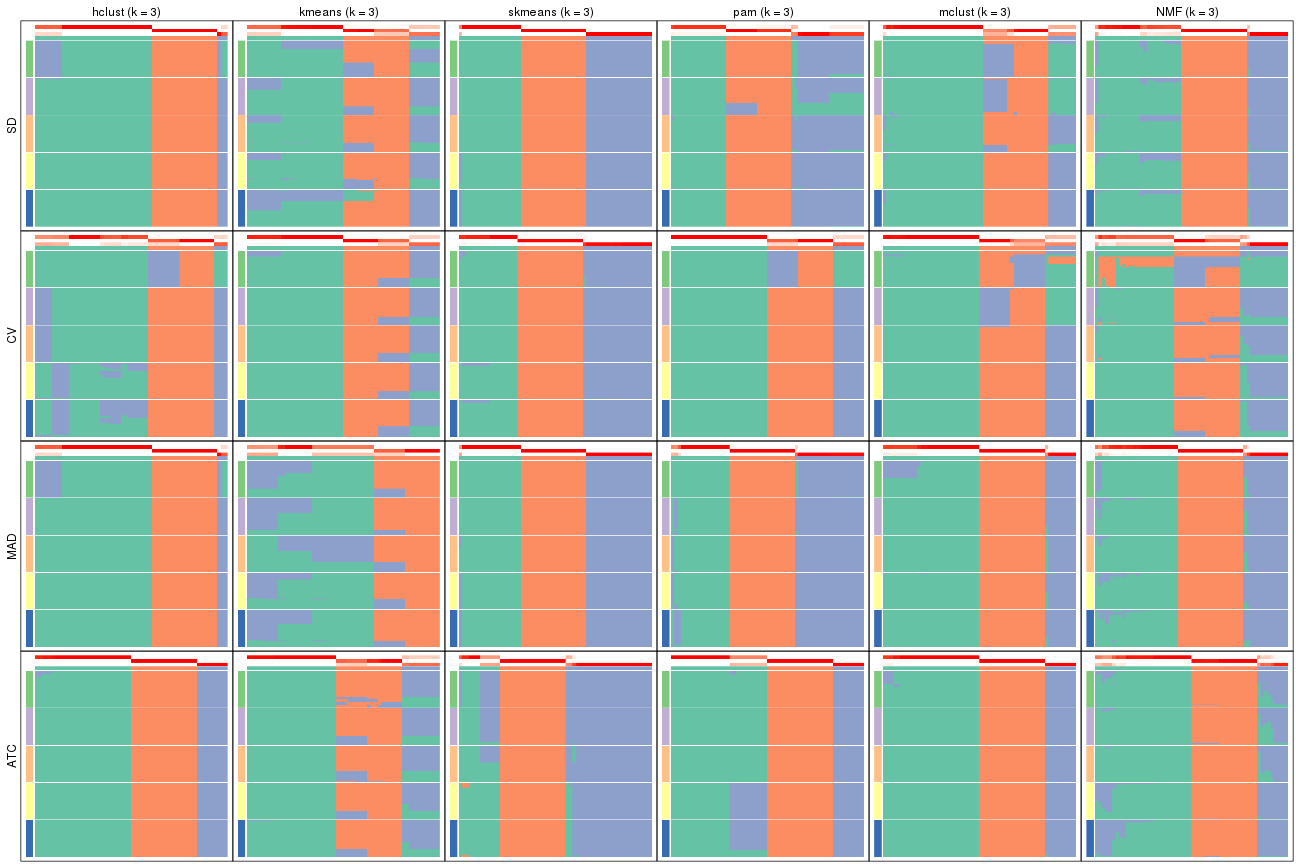 hclust (k = 3)
kmeans (k = 3)
skmeans (k = 3)
pam (k = 3)
mclust (k = 3)
NMF (k = 3)
SD
CV
MAD
ATC